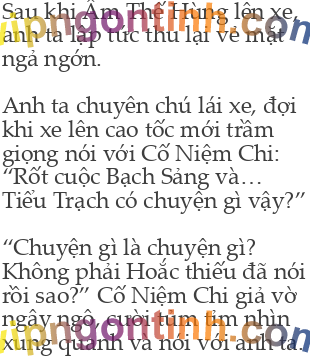 Sau khi Âm Thế Hùng lên xe,
anh ta lập tức thu lại vẻ mặt
ngả ngớn.
Anh ta chuyên chú lái xe, đợi
khi xe lên cao tốc mới trầm
giọng nói với Cố Niệm Chi:
“Rốt cuộc Bạch Sảng và…
Tiểu Trạch có chuyện gì vậy?”
“Chuyện gì là chuyện gì?
Không phải Hoắc thiếu đã nói
rồi sao?” Cố Niệm Chi giả vờ
ngây ngô, cười tủm tỉm nhìn
xung quanh và nói với anh ta.
vipngontinh.com
vipngontinh.com